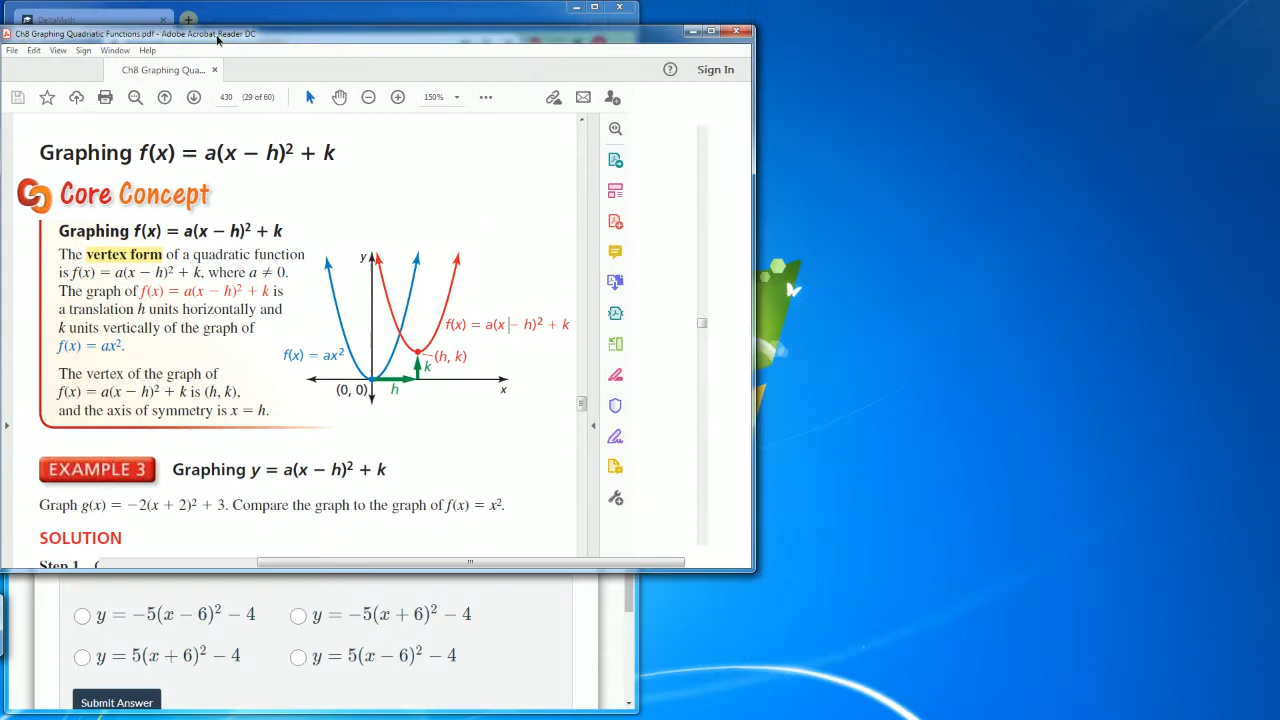 DeltaMath
Ch8 Graphing Quadriatic Functions.pdf - Adobe Acrobat Reader DC
File Edit View Sign Window Help
Ch8 Graphing Qua... × Sign In
430 (29 of 60) 150%
Graphing f(x) = a(x − h)² + k
Core Concept
Graphing f(x) = a(x − h)² + k
The vertex form of a quadratic function
is f(x) = a(x − h)² + k, where a ≠ 0.
The graph of f(x) = a(x − h)² + k is
a translation h units horizontally and
k units vertically of the graph of
f(x) = ax².
The vertex of the graph of
f(x) = a(x − h)² + k is (h, k),
and the axis of symmetry is x = h.
y
f(x) = a(x − h)² + k
f(x) = ax²
(h, k)
k
(0, 0)
h
x
EXAMPLE 3 Graphing y = a(x − h)² + k
Graph g(x) = −2(x + 2)² + 3. Compare the graph to the graph of f(x) = x².
SOLUTION
Step 1
y = −5(x − 6)² − 4 y = −5(x + 6)² − 4
y = 5(x + 6)² − 4 y = 5(x − 6)² − 4
Submit Answer